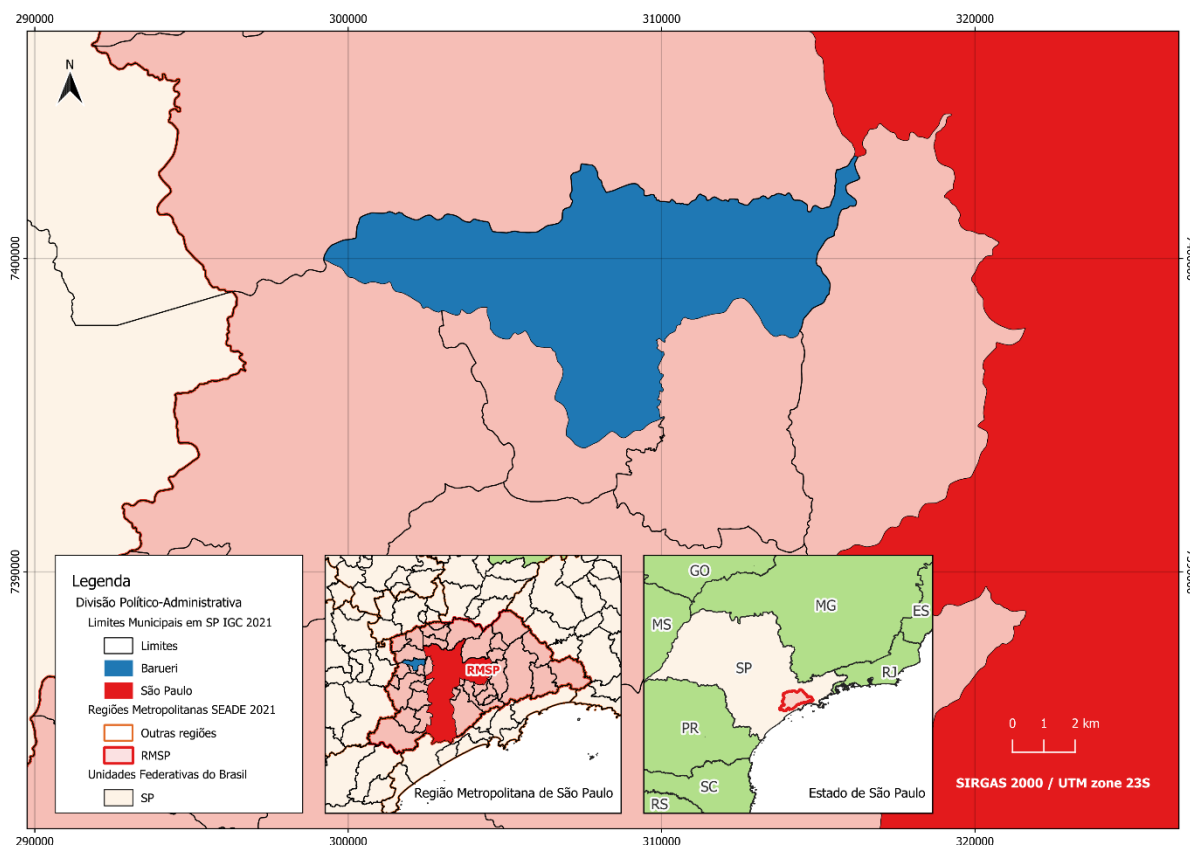 290000 300000 310000 320000
N
7400000
7400000
7390000
7390000
Legenda
Divisão Político-Administrativa
Limites Municipais em SP IGC 2021
Limites
Barueri
São Paulo
Regiões Metropolitanas SEADE 2021
Outras regiões
RMSP
Unidades Federativas do Brasil
SP
RMSP
Região Metropolitana de São Paulo
GO
MS
MG
ES
SP
RJ
PR
SC
RS
Estado de São Paulo
0 1 2 km
SIRGAS 2000 / UTM zone 23S
290000 300000 310000 320000